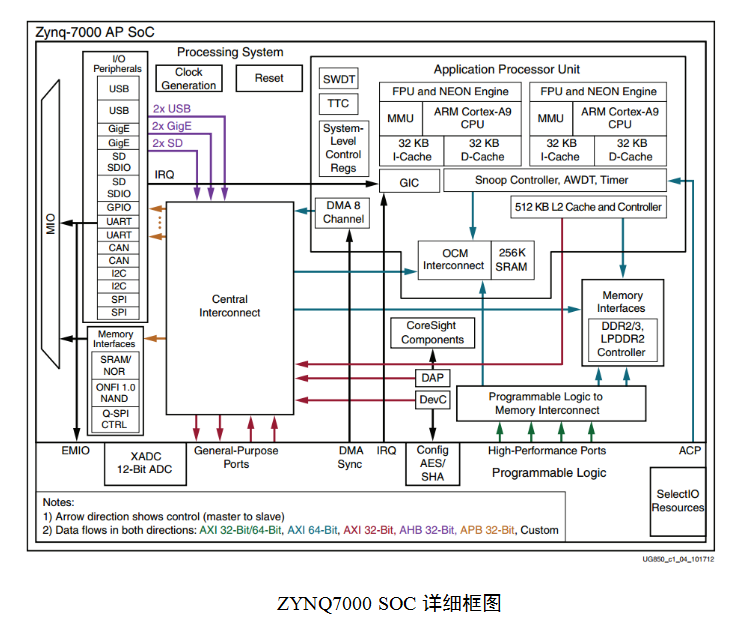 Zynq-7000 AP SoC
Processing System
I/O
Peripherals
USB
USB
GigE
GigE
SD
SDIO
SD
SDIO
GPIO
UART
UART
CAN
CAN
I2C
I2C
SPI
SPI
MIO
Clock
Generation
Reset
2x USB
2x GigE
2x SD
IRQ
Application Processor Unit
SWDT
TTC
System-
Level
Control
Regs
FPU and NEON Engine
MMU
ARM Cortex-A9
CPU
32 KB
I-Cache
32 KB
D-Cache
FPU and NEON Engine
MMU
ARM Cortex-A9
CPU
32 KB
I-Cache
32 KB
D-Cache
GIC
Snoop Controller, AWDT, Timer
DMA 8
Channel
512 KB L2 Cache and Controller
OCM
Interconnect
256K
SRAM
Central
Interconnect
Memory
Interfaces
DDR2/3,
LPDDR2
Controller
CoreSight
Components
DAP
DevC
Programmable Logic to
Memory Interconnect
Memory
Interfaces
SRAM/
NOR
ONFI 1.0
NAND
Q-SPI
CTRL
EMIO
XADC
12-Bit ADC
General-Purpose
Ports
DMA
Sync
IRQ
Config
AES/
SHA
High-Performance Ports
ACP
Programmable Logic
SelectIO
Resources
Notes:
1) Arrow direction shows control (master to slave)
2) Data flows in both directions: AXI 32-Bit/64-Bit, AXI 64-Bit, AXI 32-Bit, AHB 32-Bit, APB 32-Bit, Custom
UG850_c1_04_101712
ZYNQ7000 SOC 详细框图